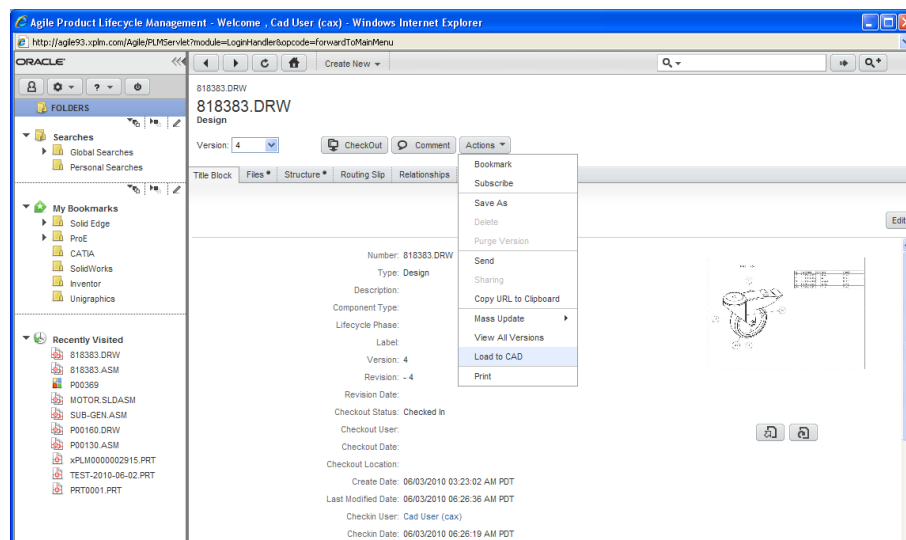 Agile Product Lifecycle Management - Welcome , Cad User (cax) - Windows Internet Explorer
http://agile93.xplm.com/Agile/PLMServlet?module=LoginHandler&opcode=forwardToMainMenu
ORACLE
Create New
FOLDERS
Searches
Global Searches
Personal Searches
My Bookmarks
Solid Edge
ProE
CATIA
SolidWorks
Inventor
Unigraphics
Recently Visited
818383.DRW
818383.ASM
P00369
MOTOR.SLDASM
SUB-GEN.ASM
P00160.DRW
P00130.ASM
xPLM0000002915.PRT
TEST-2010-06-02.PRT
PRT0001.PRT
818383.DRW
818383.DRW
Design
Version: 4 CheckOut Comment Actions
Title Block Files Structure Routing Slip Relationships
Bookmark
Subscribe
Save As
Delete
Purge Version
Send
Sharing
Copy URL to Clipboard
Mass Update
View All Versions
Load to CAD
Print
Edit
Number: 818383.DRW
Type: Design
Description:
Component Type:
Lifecycle Phase:
Label:
Version: 4
Revision: - 4
Revision Date:
Checkout Status: Checked In
Checkout User:
Checkout Date:
Checkout Location:
Create Date: 06/03/2010 03:23:02 AM PDT
Last Modified Date: 06/03/2010 06:26:36 AM PDT
Checkin User: Cad User (cax)
Checkin Date: 06/03/2010 06:26:19 AM PDT